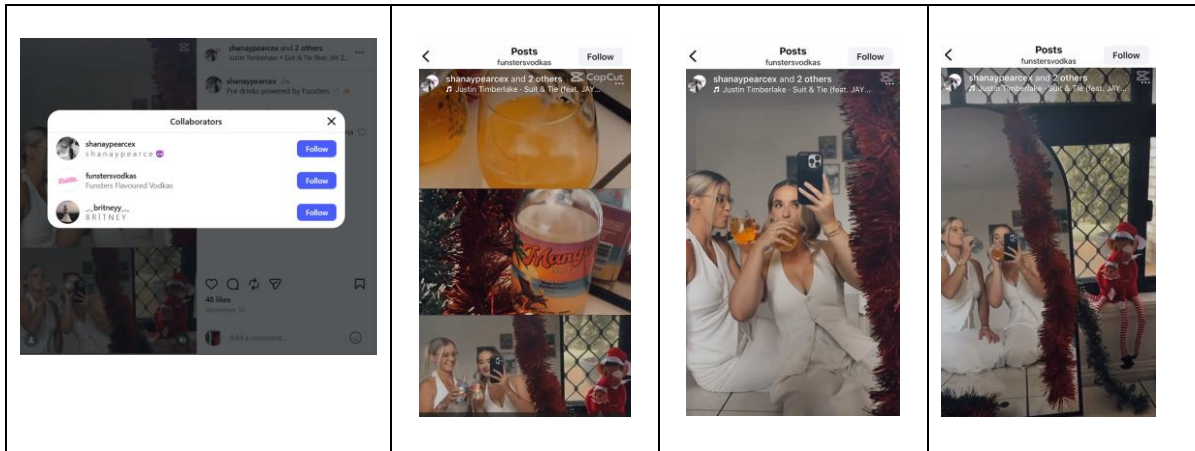 shanaypearcex and 2 others
Justin Timberlake • Suit & Tie (feat. JAY Z...
shanaypearcex 2w
Pre drinks powered by Funsters
Collaborators
shanaypearcex
shanaypearce
Follow
funstersvodkas
Funsters Flavoured Vodkas
Follow
__britneyy__
BRITNEY
Follow
48 likes
Add a comment...
Posts
funstersvodkas
Follow
shanaypearcex and 2 others
CapCut
Justin Timberlake · Suit & Tie (feat. JAY...
Mango
Posts
funstersvodkas
Follow
shanaypearcex and 2 others
Justin Timberlake · Suit & Tie (feat. JAY...
Posts
funstersvodkas
Follow
shanaypearcex and 2 others
Justin Timberlake · Suit & Tie (feat. JAY...